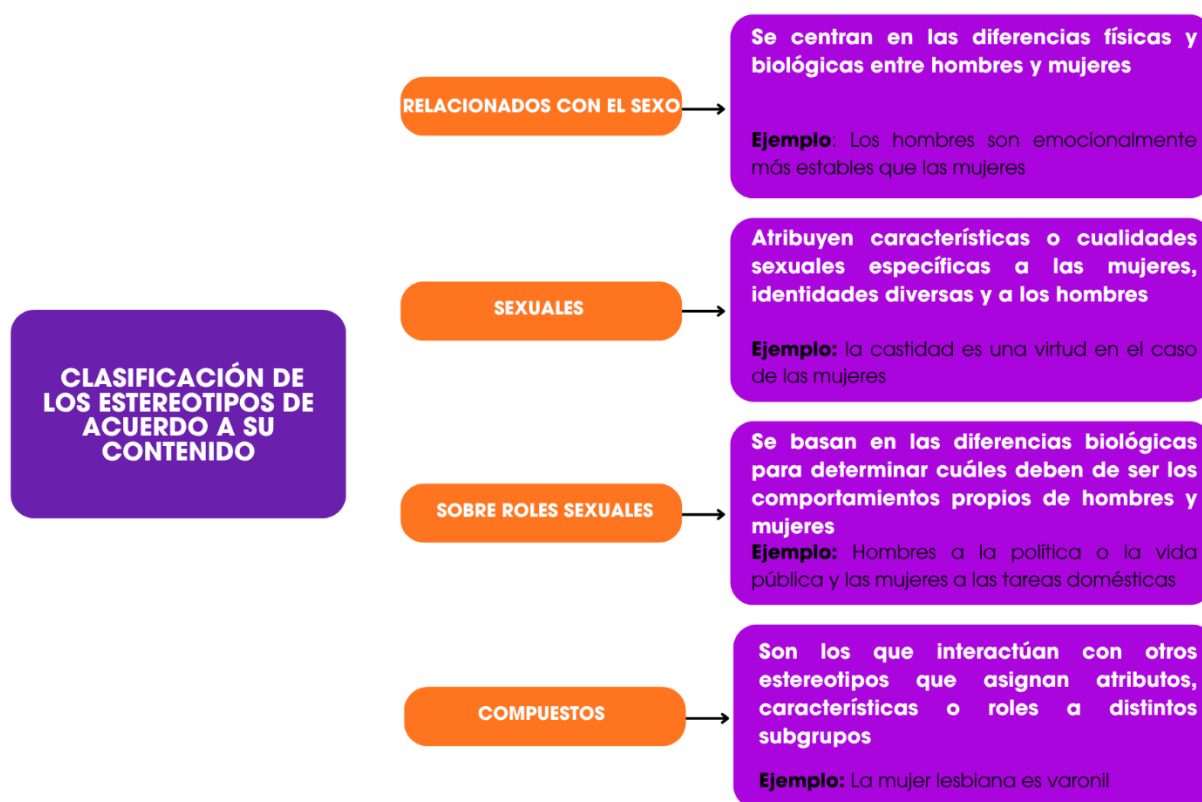 CLASIFICACIÓN DE
LOS ESTEREOTIPOS DE
ACUERDO A SU
CONTENIDO
RELACIONADOS CON EL SEXO
Se centran en las diferencias físicas y
biológicas entre hombres y mujeres
Ejemplo: Los hombres son emocionalmente
más estables que las mujeres
SEXUALES
Atribuyen características o cualidades
sexuales específicas a las mujeres,
identidades diversas y a los hombres
Ejemplo: la castidad es una virtud en el caso
de las mujeres
SOBRE ROLES SEXUALES
Se basan en las diferencias biológicas
para determinar cuáles deben de ser los
comportamientos propios de hombres y
mujeres
Ejemplo: Hombres a la política o la vida
pública y las mujeres a las tareas domésticas
COMPUESTOS
Son los que interactúan con otros
estereotipos que asignan atributos,
características o roles a distintos
subgrupos
Ejemplo: La mujer lesbiana es varonil